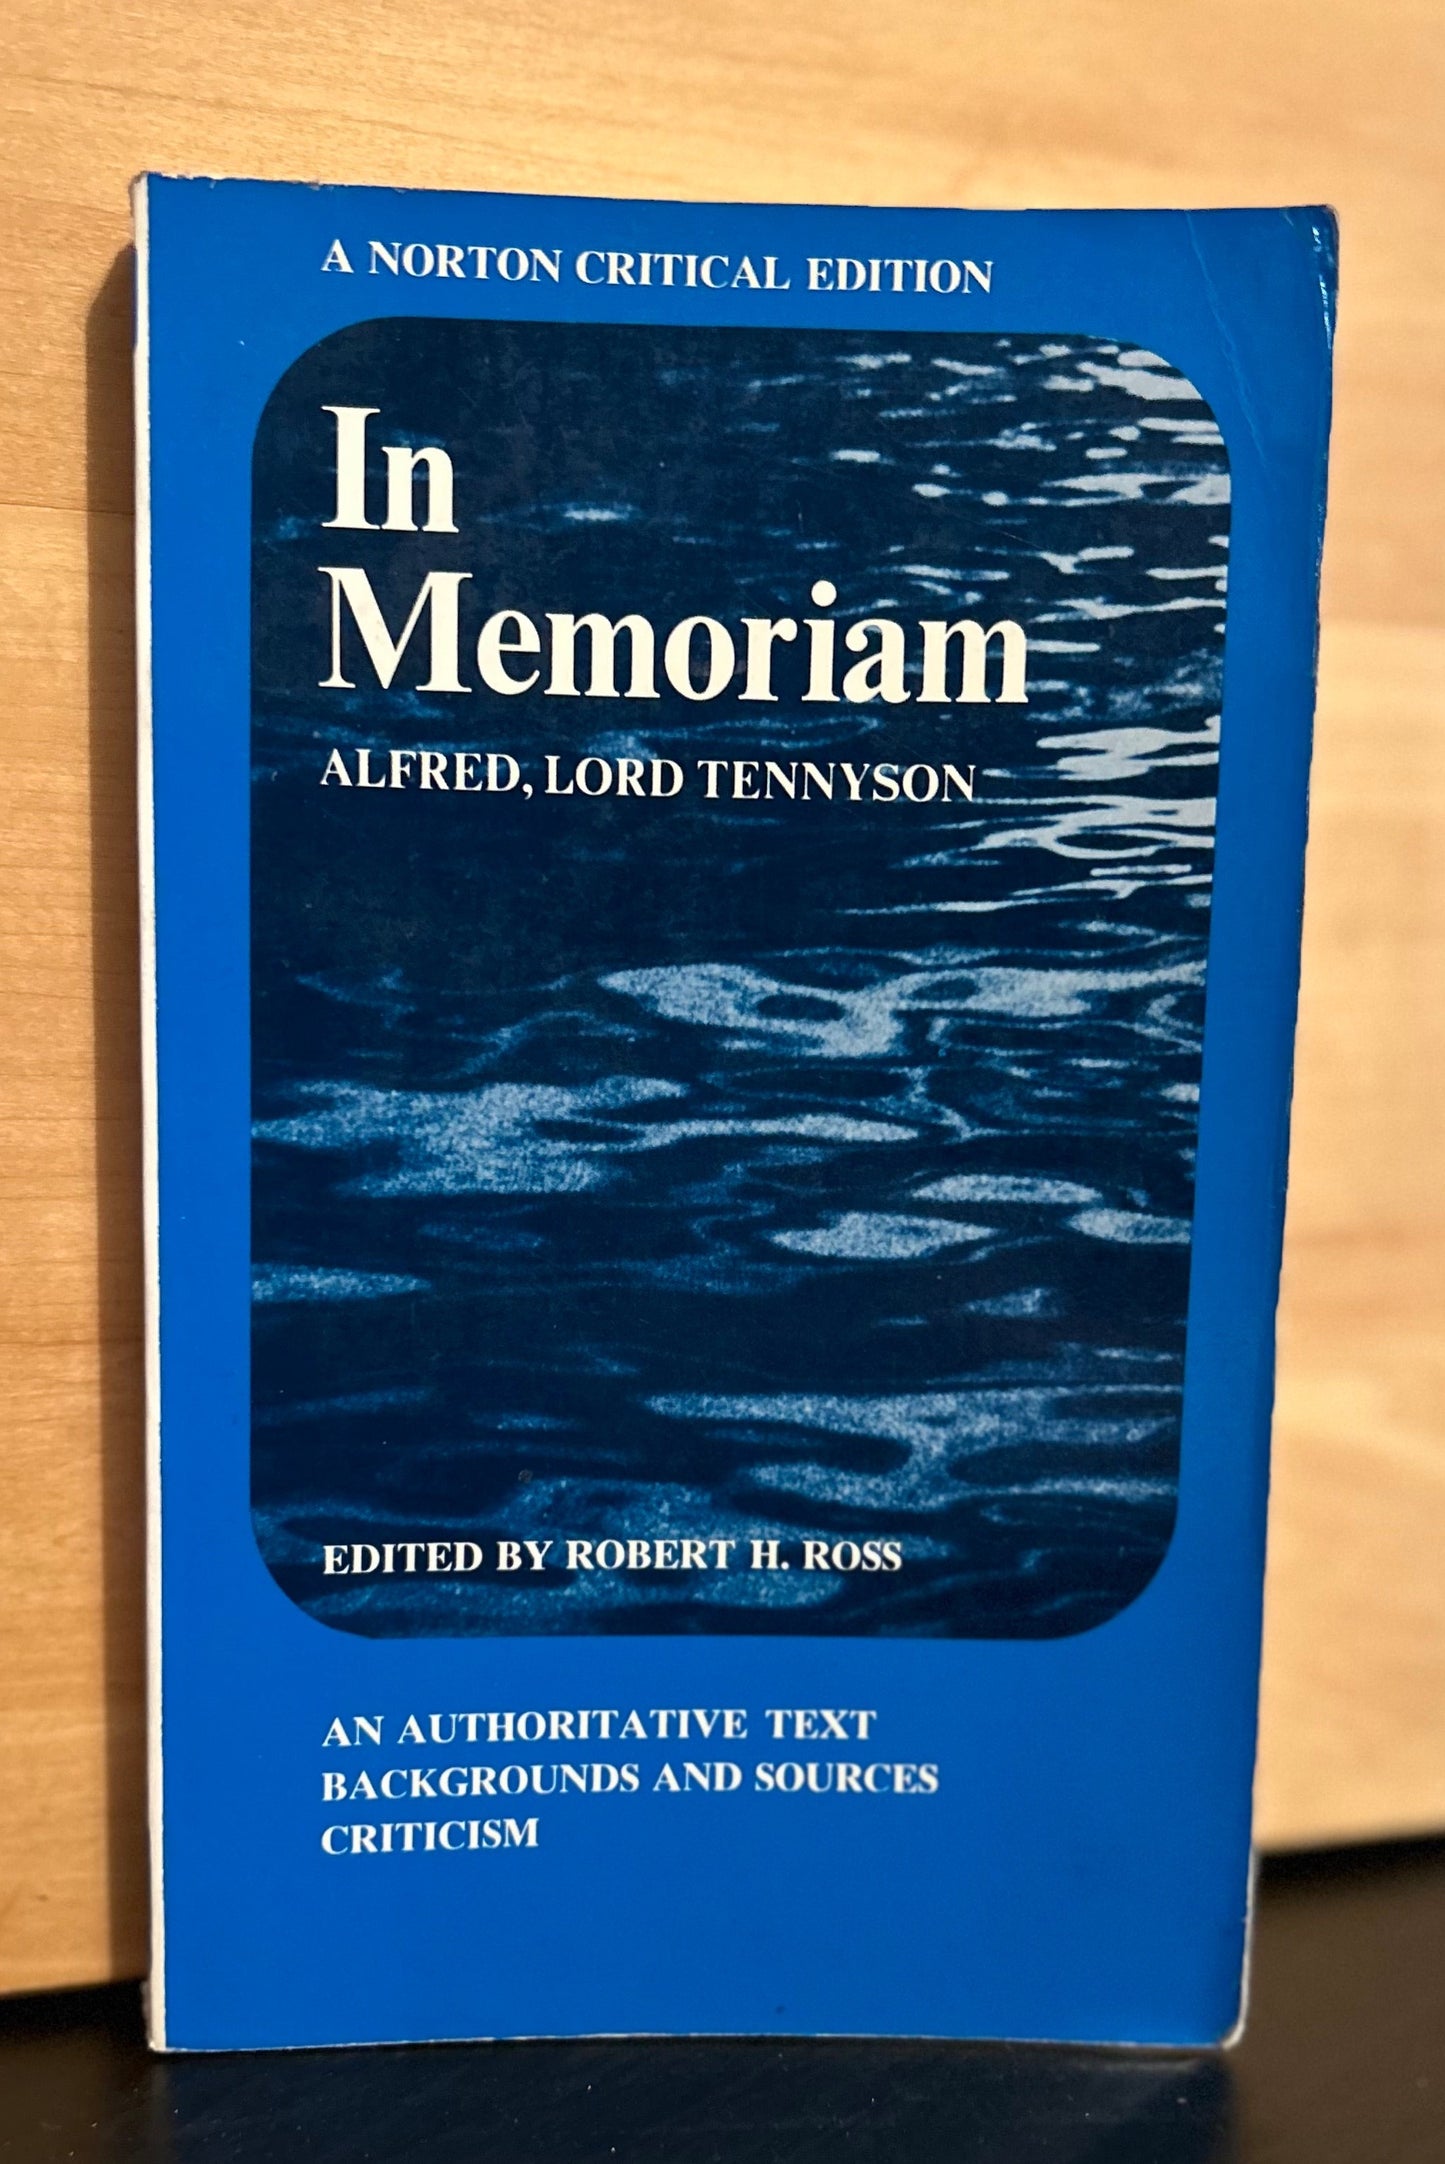 A NORTON CRITICAL EDITION
In
Memoriam
ALFRED, LORD TENNYSON
EDITED BY ROBERT H. ROSS
AN AUTHORITATIVE TEXT
BACKGROUNDS AND SOURCES
CRITICISM